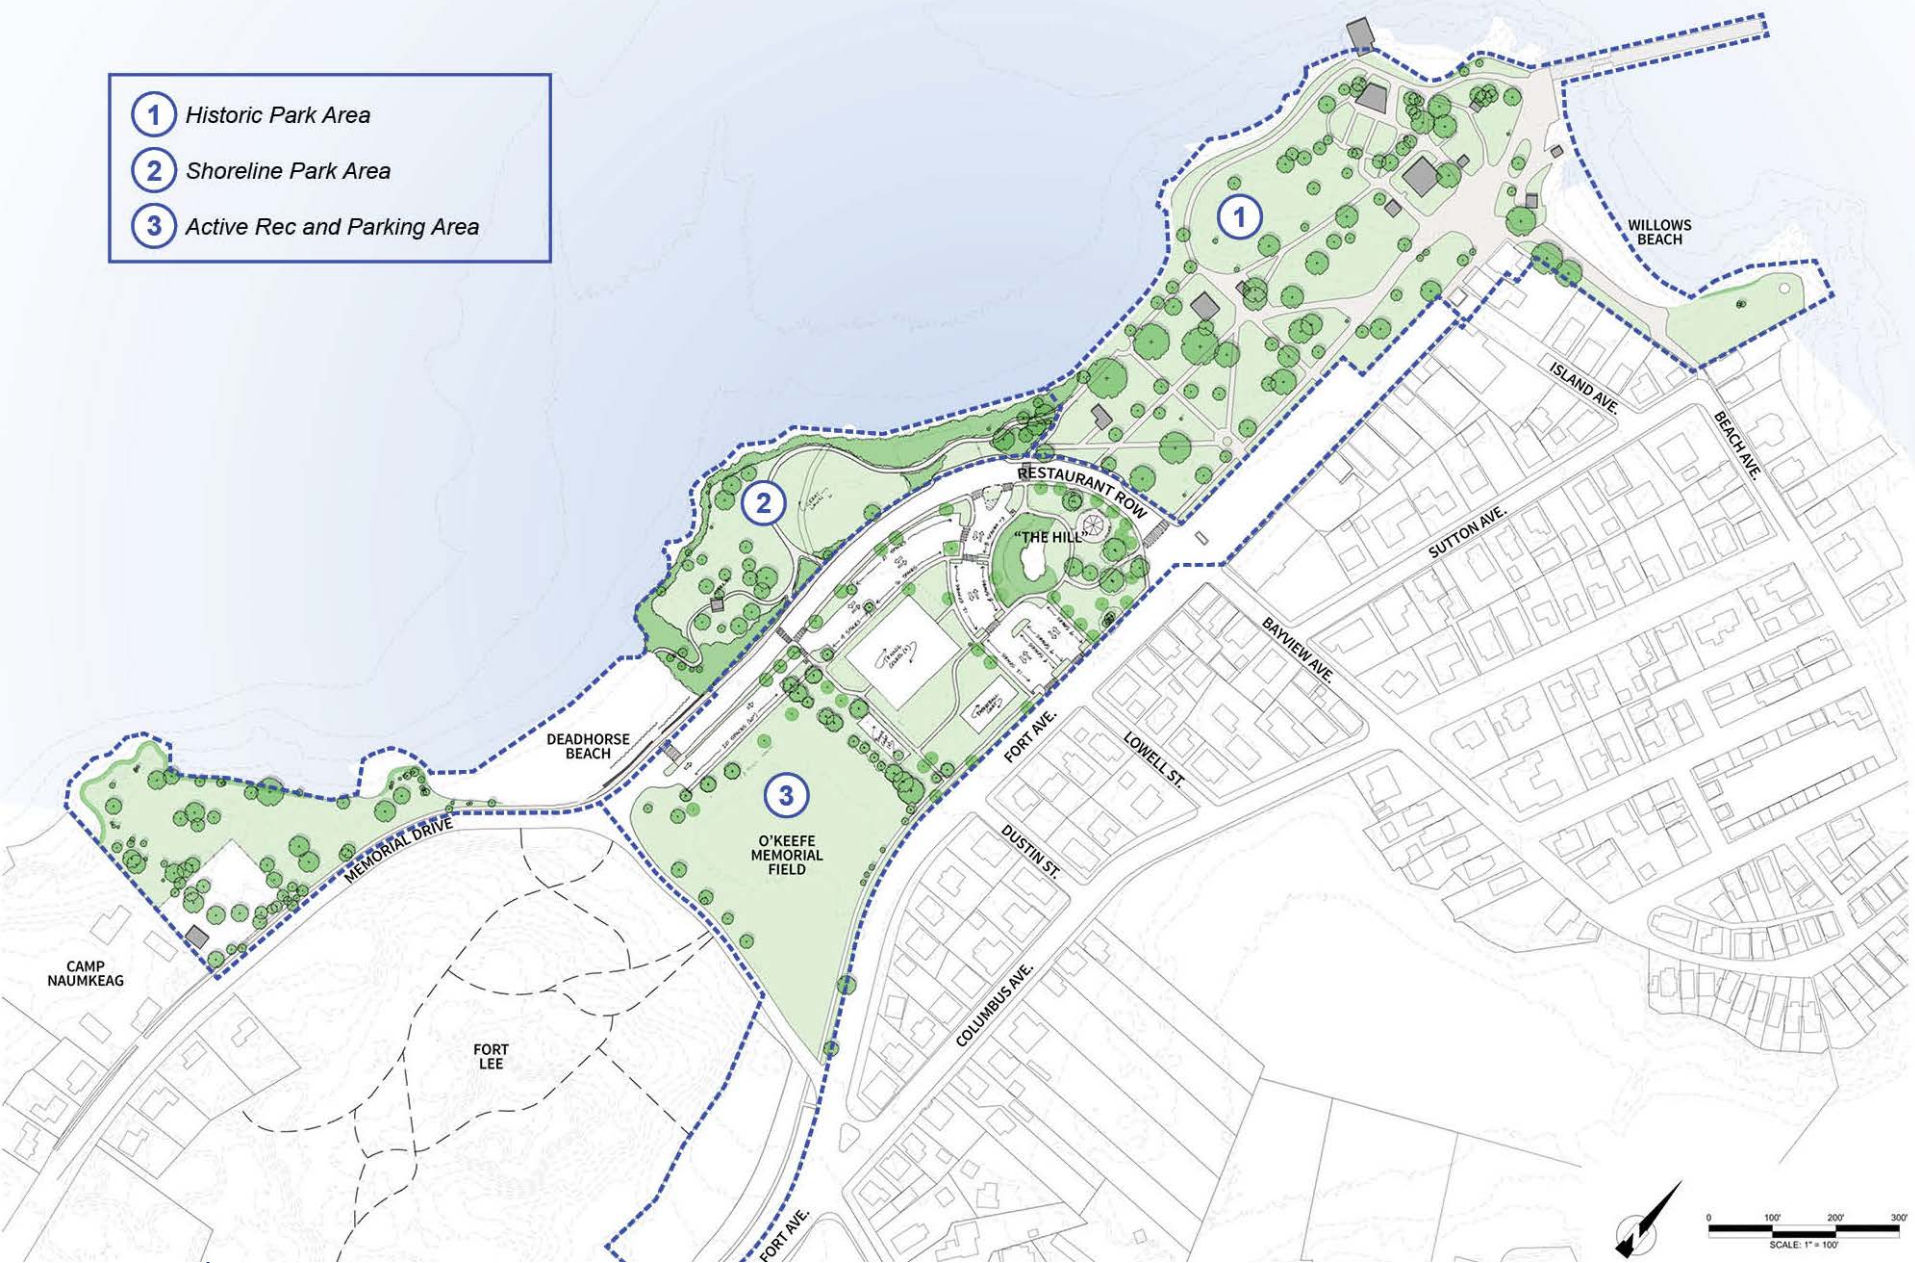 1 Historic Park Area
2 Shoreline Park Area
3 Active Rec and Parking Area
1
WILLOWS
BEACH
ISLAND AVE.
BEACH AVE.
RESTAURANT ROW
2
"THE HILL"
SUTTON AVE.
BAYVIEW AVE.
DEADHORSE
BEACH
FORT AVE.
LOWELL ST.
3
O'KEEFE
MEMORIAL
FIELD
MEMORIAL DRIVE
DUSTIN ST.
CAMP
NAUMKEAG
COLUMBUS AVE.
FORT
LEE
FORT AVE.
N
0 100' 200' 300'
SCALE: 1" = 100'